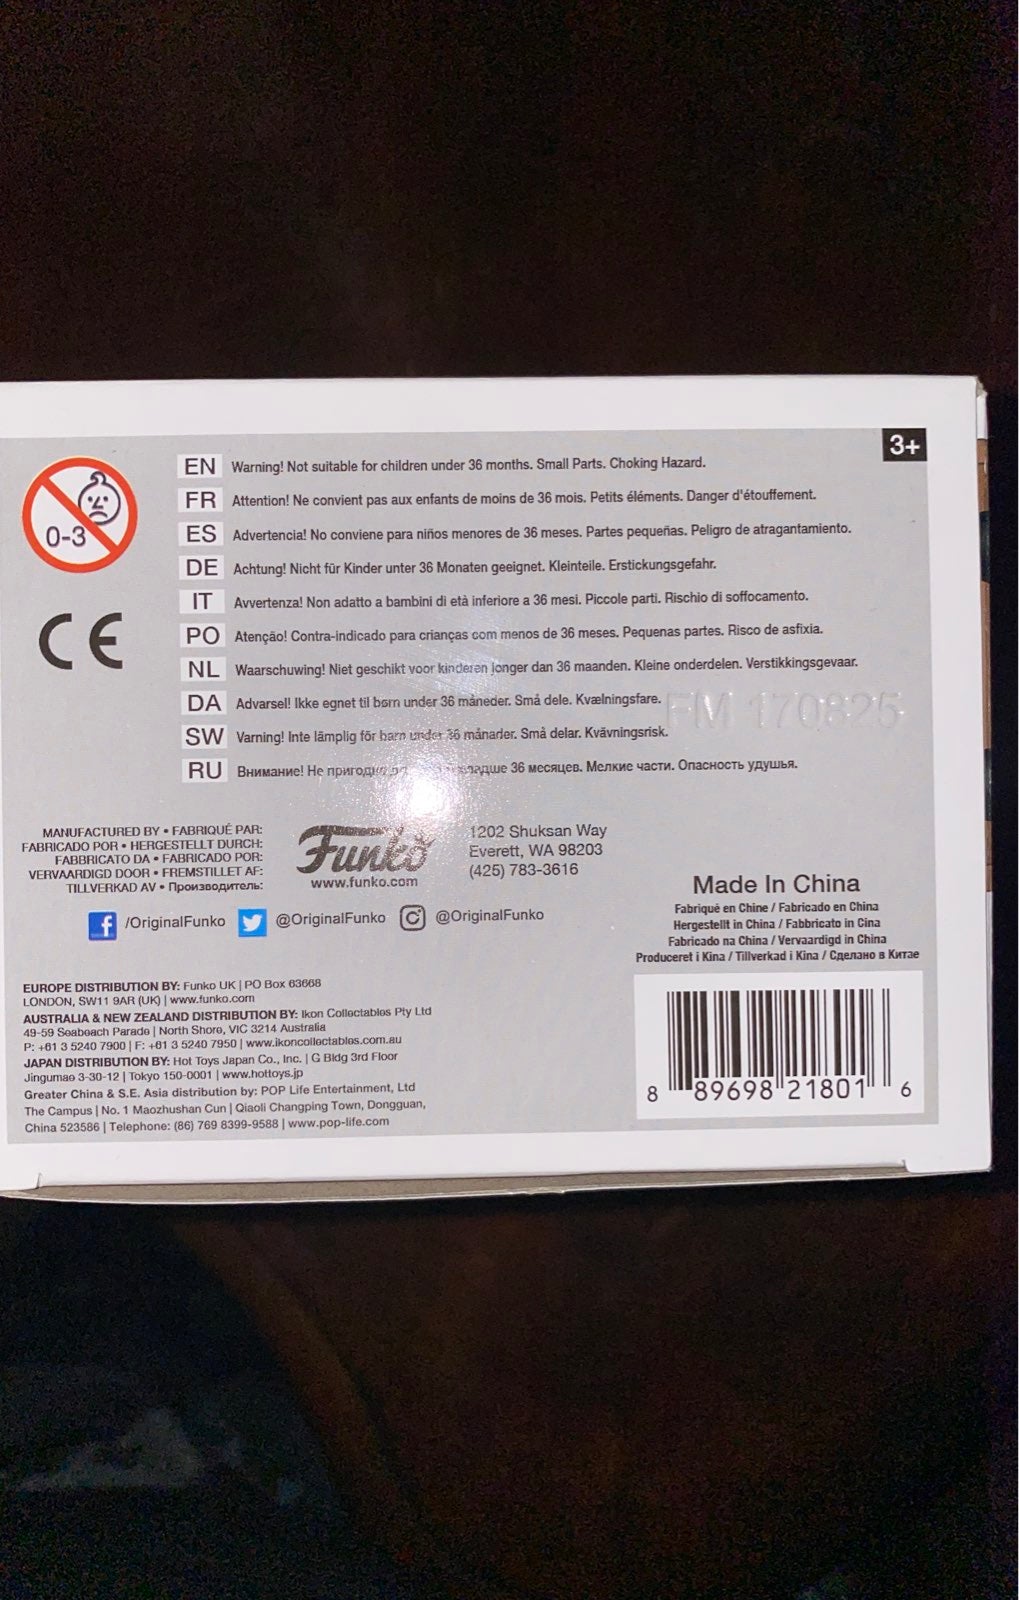 3+
0-3
EN Warning! Not suitable for children under 36 months. Small Parts. Choking Hazard.
FR Attention! Ne convient pas aux enfants de moins de 36 mois. Petits éléments. Danger d'étouffement.
ES Advertencia! No conviene para niños menores de 36 meses. Partes pequeñas. Peligro de atragantamiento.
DE Achtung! Nicht für Kinder unter 36 Monaten geeignet. Kleinteile. Erstickungsgefahr.
IT Avvertenza! Non adatto a bambini di età inferiore a 36 mesi. Piccole parti. Rischio di soffocamento.
CE
PO Atenção! Contra-indicado para crianças com menos de 36 meses. Pequenas partes. Risco de asfixia.
NL Waarschuwing! Niet geschikt voor kinderen jonger dan 36 maanden. Kleine onderdelen. Verstikkingsgevaar.
DA Advarsel! Ikke egnet til børn under 36 måneder. Små dele. Kvælningsfare.
FM 170825
SW Varning! Inte lämplig för barn under 36 månader. Små delar. Kvävningsrisk.
RU Внимание! Не 36 месяцев. Мелкие части. Опасность удушья.
MANUFACTURED BY • FABRIQUÉ PAR:
FABRICADO POR • HERGESTELLT DURCH:
FABBRICATO DA • FABRICADO POR:
VERVAARDIGD DOOR • FREMSTILLET AF:
TILLVERKAD AV • Производитель:
Funko
www.funko.com
1202 Shuksan Way
Everett, WA 98203
(425) 783-3616
/OriginalFunko @OriginalFunko @OriginalFunko
Made In China
Fabriqué en Chine / Fabricado en China
Hergestellt in China / Fabbricato in Cina
Fabricado na China / Vervaardigd in China
Produceret i Kina / Tillverkad i Kina / Сделано в Китае
EUROPE DISTRIBUTION BY: Funko UK | PO Box 63668
LONDON, SW11 9AR (UK) | www.funko.com
AUSTRALIA & NEW ZEALAND DISTRIBUTION BY: Ikon Collectables Pty Ltd
49-59 Seabeach Parade | North Shore, VIC 3214 Australia
P: +61 3 5240 7900 | F: +61 3 5240 7950 | www.ikoncollectables.com.au
JAPAN DISTRIBUTION BY: Hot Toys Japan Co., Inc. | G Bldg 3rd Floor
Jingumae 3-30-12 | Tokyo 150-0001 | www.hottoys.jp
Greater China & S.E. Asia distribution by: POP Life Entertainment, Ltd
The Campus | No. 1 Maozhushan Cun | Qiaoli Changping Town, Dongguan,
China 523586 | Telephone: (86) 769 8399-9588 | www.pop-life.com
8 89698 21801 6